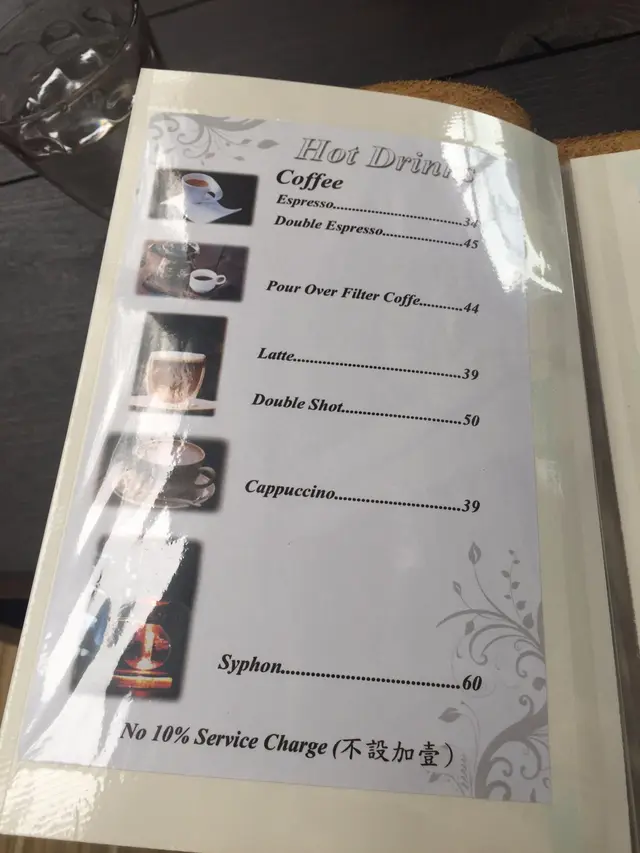 Hot Drinks
Coffee
Espresso..............................34
Double Espresso.................45
Pour Over Filter Coffe..........44
Latte.......................................39
Double Shot...........................50
Cappuccino...........................39
Syphon......................................60
No 10% Service Charge (不設加壹)